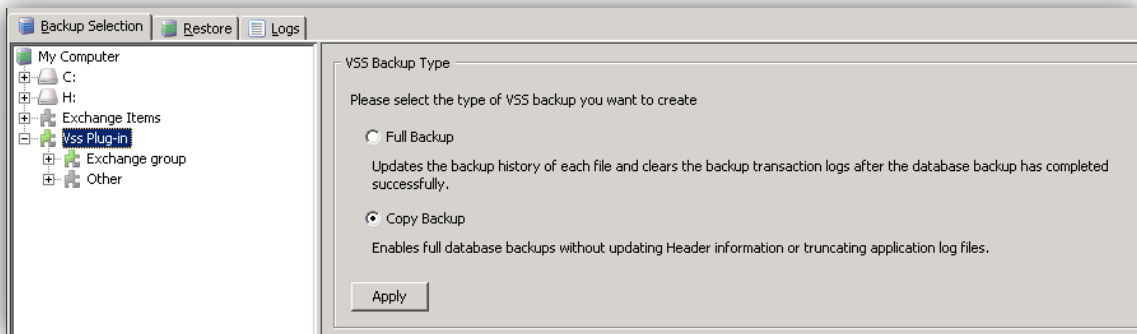 Backup Selection
Restore
Logs
My Computer
C:
H:
Exchange Items
Vss Plug-in
Exchange group
Other
VSS Backup Type
Please select the type of VSS backup you want to create
Full Backup
Updates the backup history of each file and clears the backup transaction logs after the database backup has completed
successfully.
Copy Backup
Enables full database backups without updating Header information or truncating application log files.
Apply